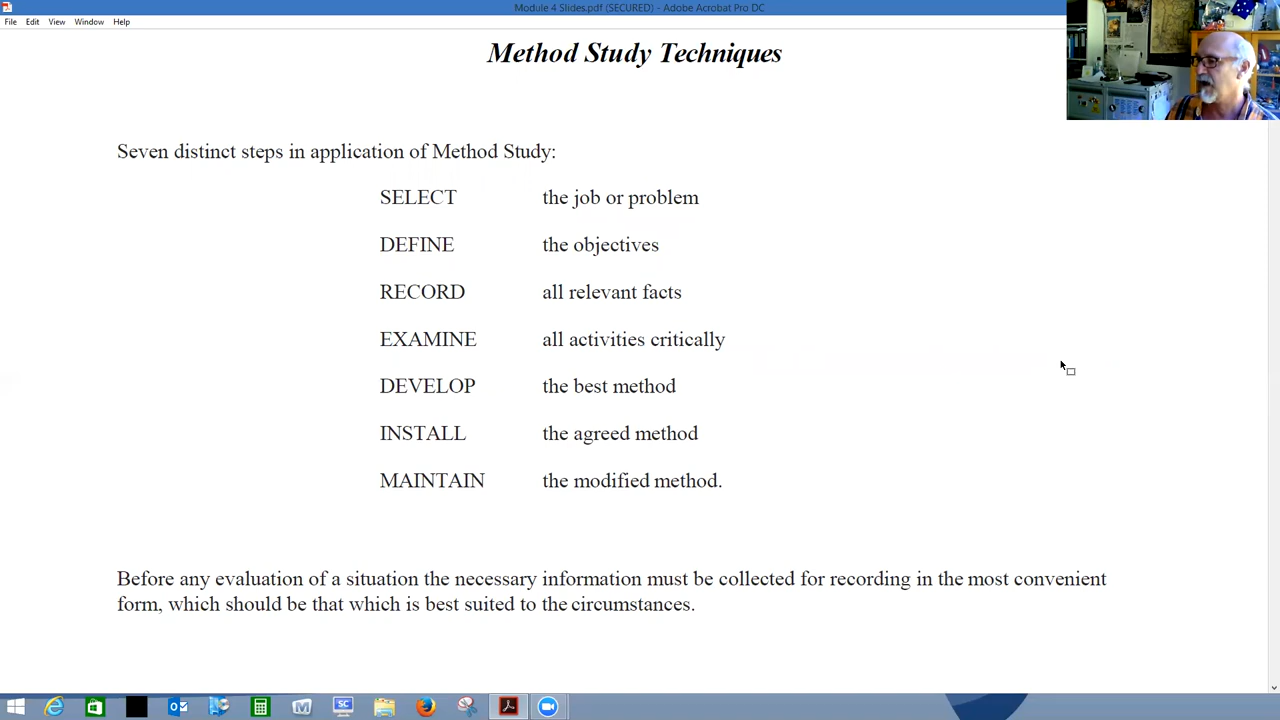 Module 4 Slides.pdf (SECURED) - Adobe Acrobat Pro DC
File Edit View Window Help
Method Study Techniques
Seven distinct steps in application of Method Study:
SELECT the job or problem
DEFINE the objectives
RECORD all relevant facts
EXAMINE all activities critically
DEVELOP the best method
INSTALL the agreed method
MAINTAIN the modified method.
Before any evaluation of a situation the necessary information must be collected for recording in the most convenient
form, which should be that which is best suited to the circumstances.
SC